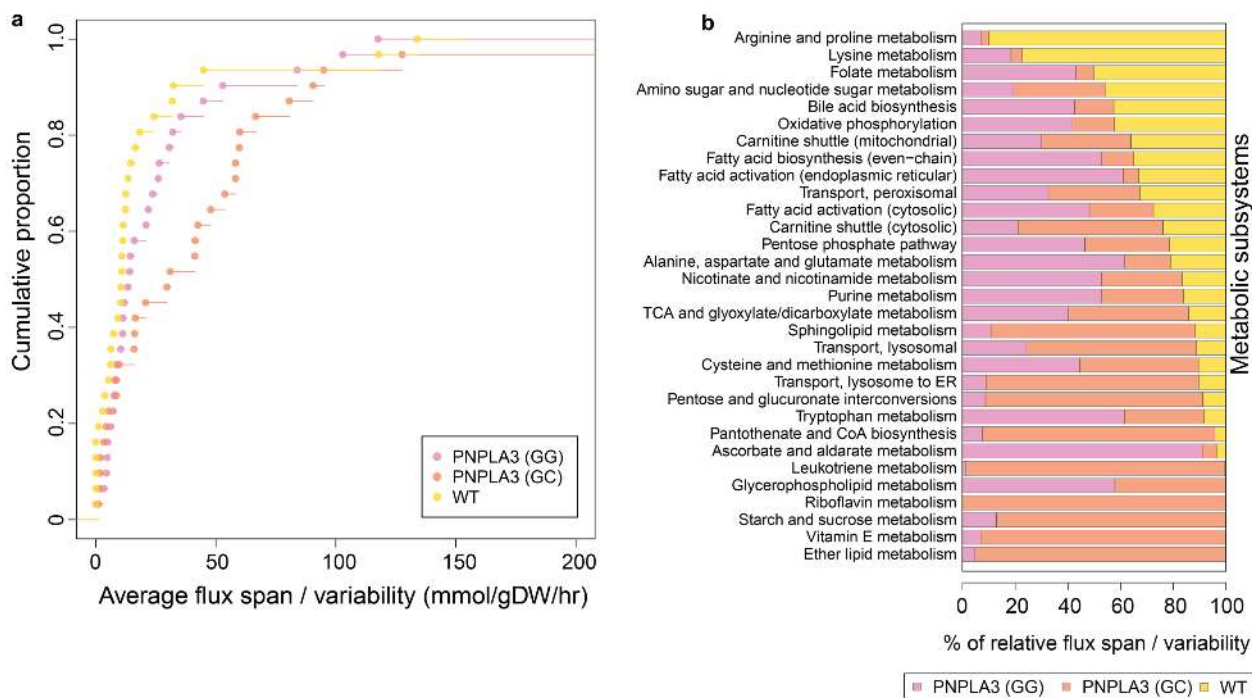 a
Cumulative proportion
1.0
0.8
0.6
0.4
0.2
0
0
50
100
150
200
Average flux span / variability (mmol/gDW/hr)
PNPLA3 (GG)
PNPLA3 (GC)
WT
b
Arginine and proline metabolism
Lysine metabolism
Folate metabolism
Amino sugar and nucleotide sugar metabolism
Bile acid biosynthesis
Oxidative phosphorylation
Carnitine shuttle (mitochondrial)
Fatty acid biosynthesis (even−chain)
Fatty acid activation (endoplasmic reticular)
Transport, peroxisomal
Fatty acid activation (cytosolic)
Carnitine shuttle (cytosolic)
Pentose phosphate pathway
Alanine, aspartate and glutamate metabolism
Nicotinate and nicotinamide metabolism
Purine metabolism
TCA and glyoxylate/dicarboxylate metabolism
Sphingolipid metabolism
Transport, lysosomal
Cysteine and methionine metabolism
Transport, lysosome to ER
Pentose and glucuronate interconversions
Tryptophan metabolism
Pantothenate and CoA biosynthesis
Ascorbate and aldarate metabolism
Leukotriene metabolism
Glycerophospholipid metabolism
Riboflavin metabolism
Starch and sucrose metabolism
Vitamin E metabolism
Ether lipid metabolism
Metabolic subsystems
0 20 40 60 80 100
% of relative flux span / variability
PNPLA3 (GG) PNPLA3 (GC) WT